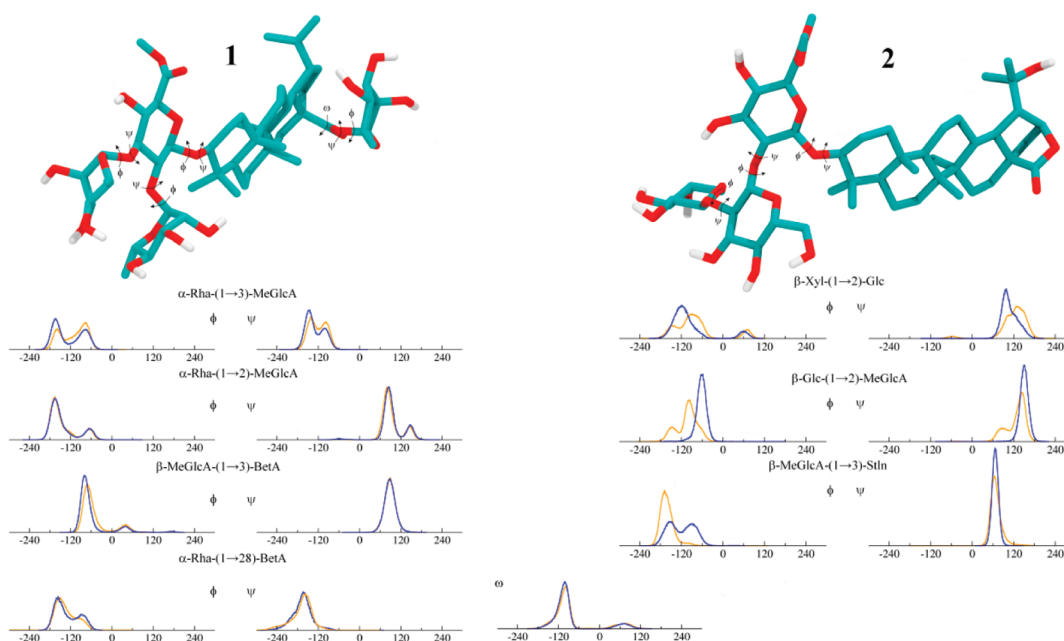 1
2
ω
ϕ
ψ
ψ
ϕ
ϕ
ψ
ψ
ϕ
ϕ
ψ
ψ
ϕ
ϕ
ψ
ϕ
ψ
α-Rha-(1→3)-MeGlcA
ϕ ψ
-240 -120 0 120 240 -240 -120 0 120 240
α-Rha-(1→2)-MeGlcA
ϕ ψ
-240 -120 0 120 240 -240 -120 0 120 240
β-MeGlcA-(1→3)-BetA
ϕ ψ
-240 -120 0 120 240 -240 -120 0 120 240
α-Rha-(1→28)-BetA
ϕ ψ
-240 -120 0 120 240 -240 -120 0 120 240
ω
-240 -120 0 120 240
β-Xyl-(1→2)-Glc
ϕ ψ
-240 -120 0 120 240 -240 -120 0 120 240
β-Glc-(1→2)-MeGlcA
ϕ ψ
-240 -120 0 120 240 -240 -120 0 120 240
β-MeGlcA-(1→3)-Stln
ϕ ψ
-240 -120 0 120 240 -240 -120 0 120 240